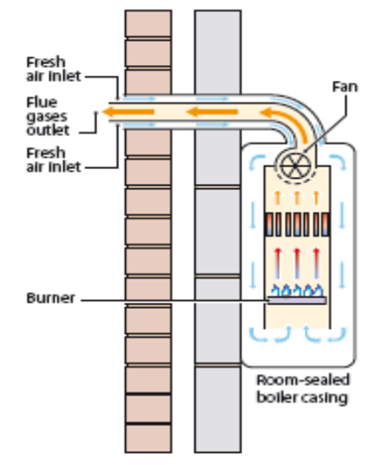 Fresh
air inlet
Fan
Flue
gases
outlet
Fresh
air inlet
Burner
Room-sealed
boiler casing